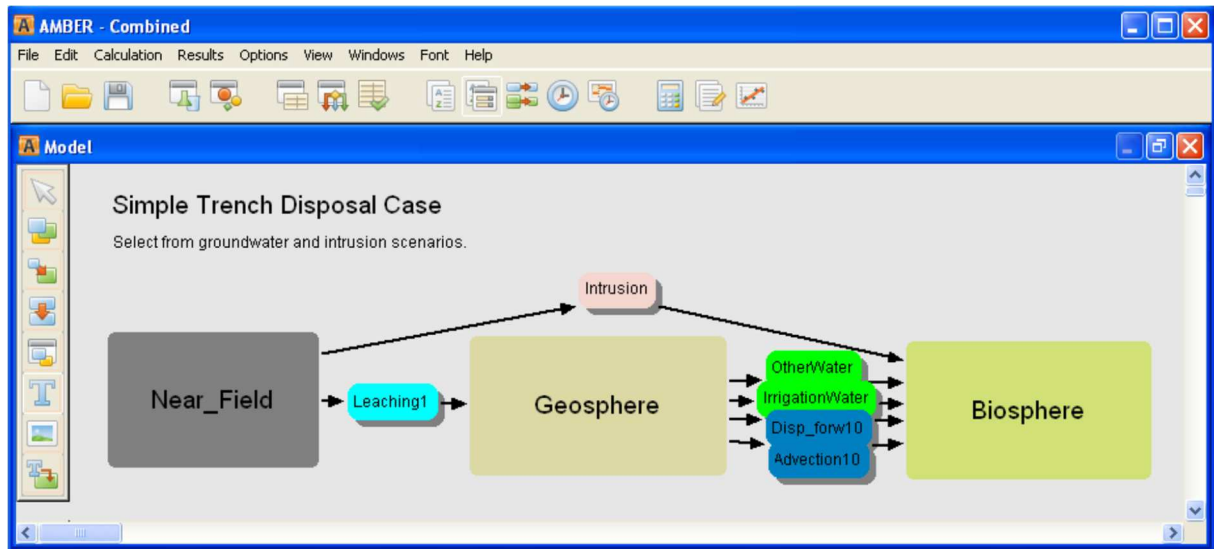 AMBER - Combined
File Edit Calculation Results Options View Windows Font Help
Model
Simple Trench Disposal Case
Select from groundwater and intrusion scenarios.
Intrusion
Near_Field
Leaching1
Geosphere
OtherWater
IrrigationWater
Disp_forw10
Advection10
Biosphere